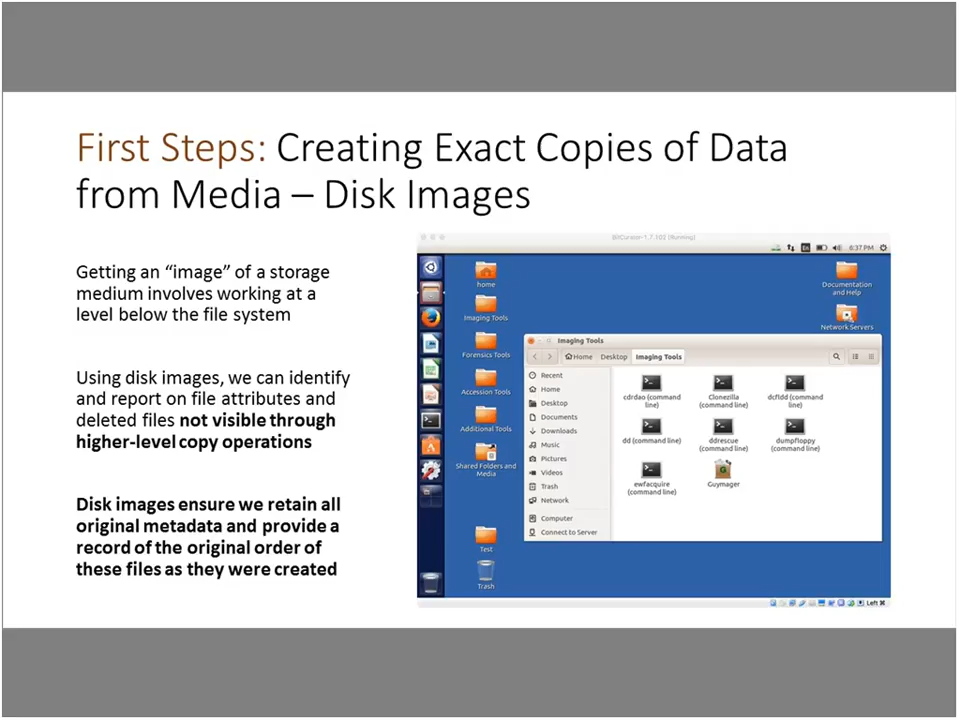 First Steps: Creating Exact Copies of Data
from Media – Disk Images
Getting an “image” of a storage
medium involves working at a
level below the file system
Using disk images, we can identify
and report on file attributes and
deleted files not visible through
higher-level copy operations
Disk images ensure we retain all
original metadata and provide a
record of the original order of
these files as they were created
BitCurator-1.7.102 [Running]
En
6:37 PM
home
Imaging Tools
Forensics Tools
Accession Tools
Additional Tools
Shared Folders and
Media
Test
Trash
Documentation
and Help
Network Servers
Imaging Tools
Home
Desktop
Imaging Tools
Recent
Home
Desktop
Documents
Downloads
Music
Pictures
Videos
Trash
Network
Computer
Connect to Server
cdrdao (command
line)
Clonezilla
(command line)
dcfldd (command
line)
dd (command line)
ddrescue
(command line)
dumpfloppy
(command line)
ewfacquire
(command line)
Guymager
Left ⌘